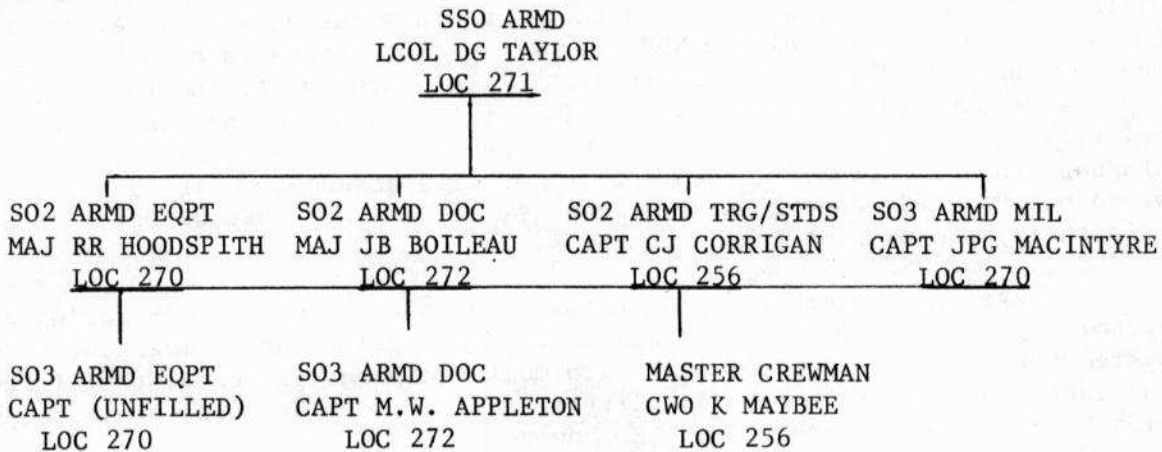 SSO ARMD
LCOL DG TAYLOR
LOC 271
SO2 ARMD EQPT
MAJ RR HOODSPITH
LOC 270
SO2 ARMD DOC
MAJ JB BOILEAU
LOC 272
SO2 ARMD TRG/STDS
CAPT CJ CORRIGAN
LOC 256
SO3 ARMD MIL
CAPT JPG MACINTYRE
LOC 270
SO3 ARMD EQPT
CAPT (UNFILLED)
LOC 270
SO3 ARMD DOC
CAPT M.W. APPLETON
LOC 272
MASTER CREWMAN
CWO K MAYBEE
LOC 256